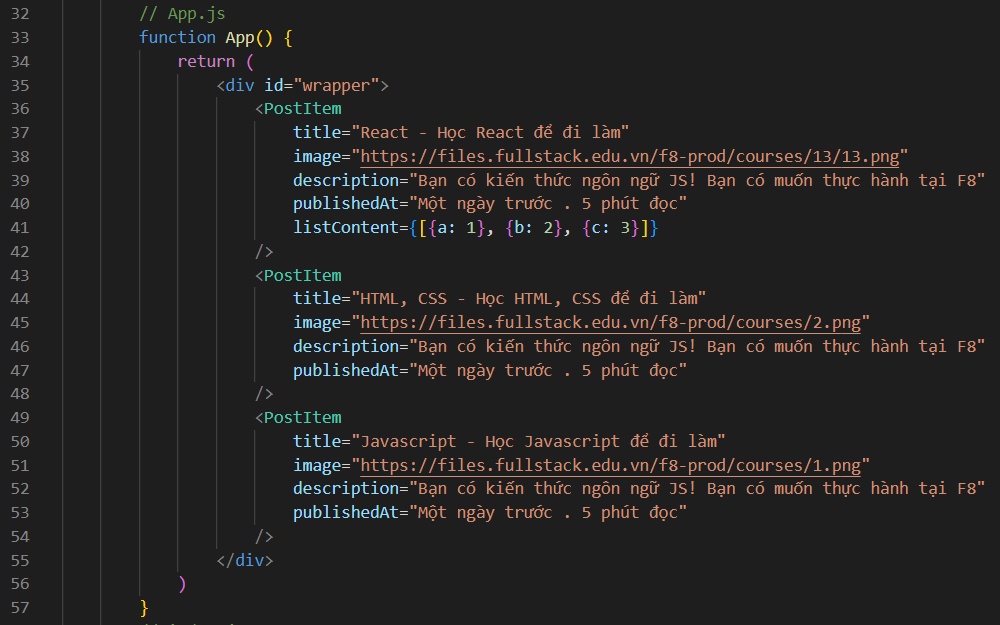 32 // App.js
33 function App() {
34 return (
35 <div id="wrapper">
36 <PostItem
37 title="React - Học React để đi làm"
38 image="https://files.fullstack.edu.vn/f8-prod/courses/13/13.png"
39 description="Bạn có kiến thức ngôn ngữ JS! Bạn có muốn thực hành tại F8"
40 publishedAt="Một ngày trước . 5 phút đọc"
41 listContent={[{a: 1}, {b: 2}, {c: 3}]}
42 />
43 <PostItem
44 title="HTML, CSS - Học HTML, CSS để đi làm"
45 image="https://files.fullstack.edu.vn/f8-prod/courses/2.png"
46 description="Bạn có kiến thức ngôn ngữ JS! Bạn có muốn thực hành tại F8"
47 publishedAt="Một ngày trước . 5 phút đọc"
48 />
49 <PostItem
50 title="Javascript - Học Javascript để đi làm"
51 image="https://files.fullstack.edu.vn/f8-prod/courses/1.png"
52 description="Bạn có kiến thức ngôn ngữ JS! Bạn có muốn thực hành tại F8"
53 publishedAt="Một ngày trước . 5 phút đọc"
54 />
55 </div>
56 )
57 }